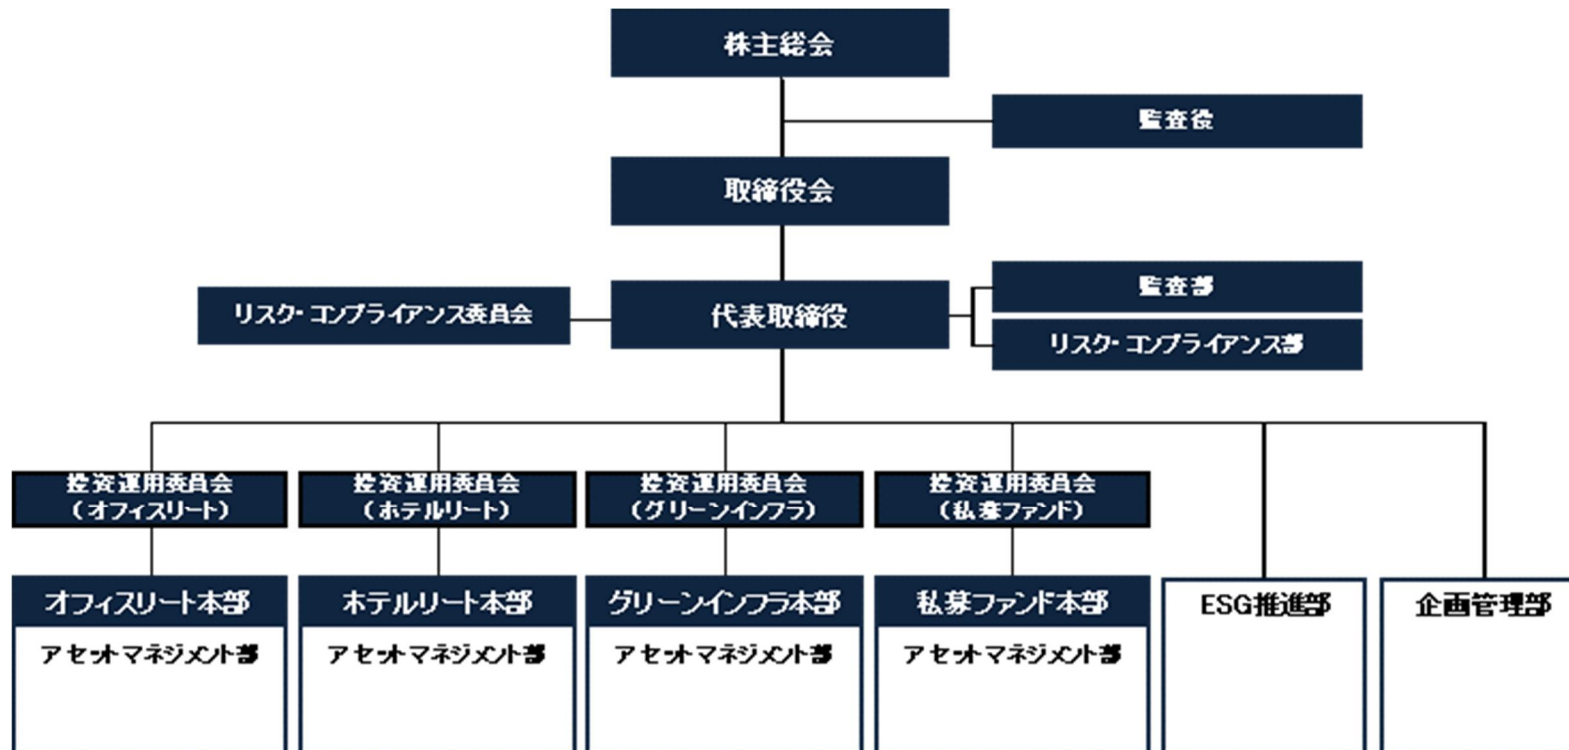 株主総会
監査役
取締役会
リスク・コンプライアンス委員会
代表取締役
監査部
リスク・コンプライアンス部
投資運用委員会
(オフィスリート)
投資運用委員会
(ホテルリート)
投資運用委員会
(グリーンインフラ)
投資運用委員会
(私募ファンド)
オフィスリート本部
アセットマネジメント部
ホテルリート本部
アセットマネジメント部
グリーンインフラ本部
アセットマネジメント部
私募ファンド本部
アセットマネジメント部
ESG推進部
企画管理部